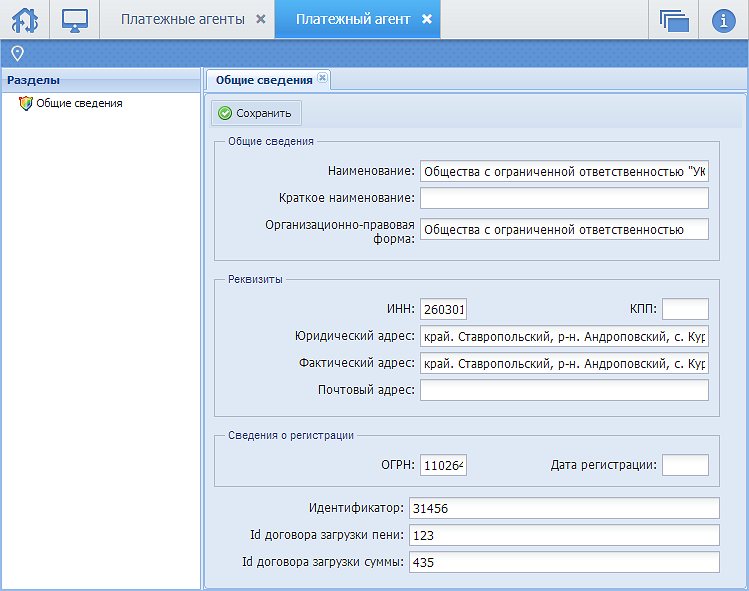 Платежные агенты
Платежный агент
Разделы
Общие сведения
Общие сведения
Сохранить
Общие сведения
Наименование: Общества с ограниченной ответственностью "УК
Краткое наименование:
Организационно-правовая форма: Общества с ограниченной ответственностью
Реквизиты
ИНН: 260301 КПП:
Юридический адрес: край. Ставропольский, р-н. Андроповский, с. Кур
Фактический адрес: край. Ставропольский, р-н. Андроповский, с. Кур
Почтовый адрес:
Сведения о регистрации
ОГРН: 110264 Дата регистрации:
Идентификатор: 31456
Id договора загрузки пени: 123
Id договора загрузки суммы: 435